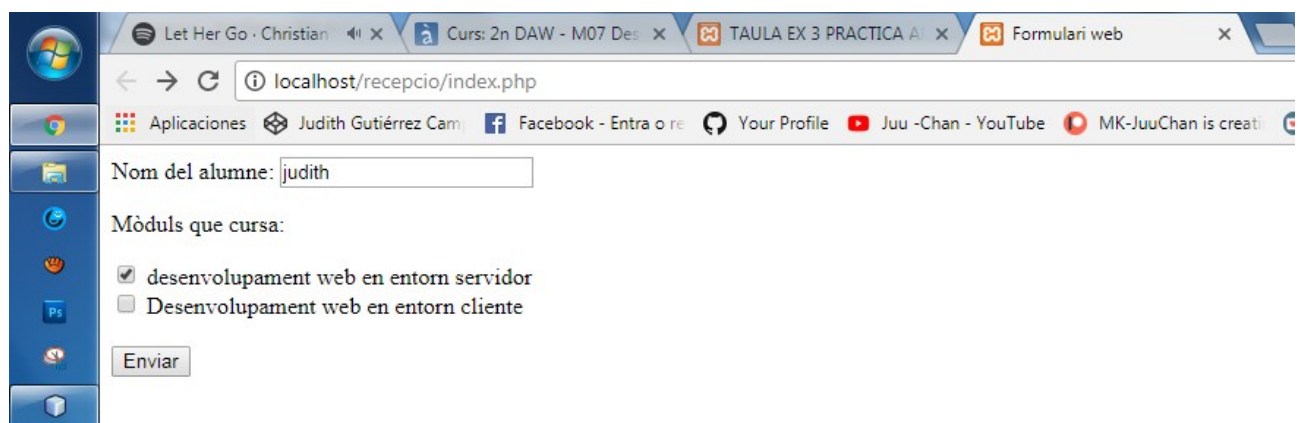 Let Her Go · Christian
Curs: 2n DAW - M07 Des
TAULA EX 3 PRACTICA A
Formulari web
localhost/recepcio/index.php
Aplicaciones
Judith Gutiérrez Cam
Facebook - Entra o re
Your Profile
Juu -Chan - YouTube
MK-JuuChan is creati
Nom del alumne: judith
Mòduls que cursa:
desenvolupament web en entorn servidor
Desenvolupament web en entorn cliente
Ps
Enviar